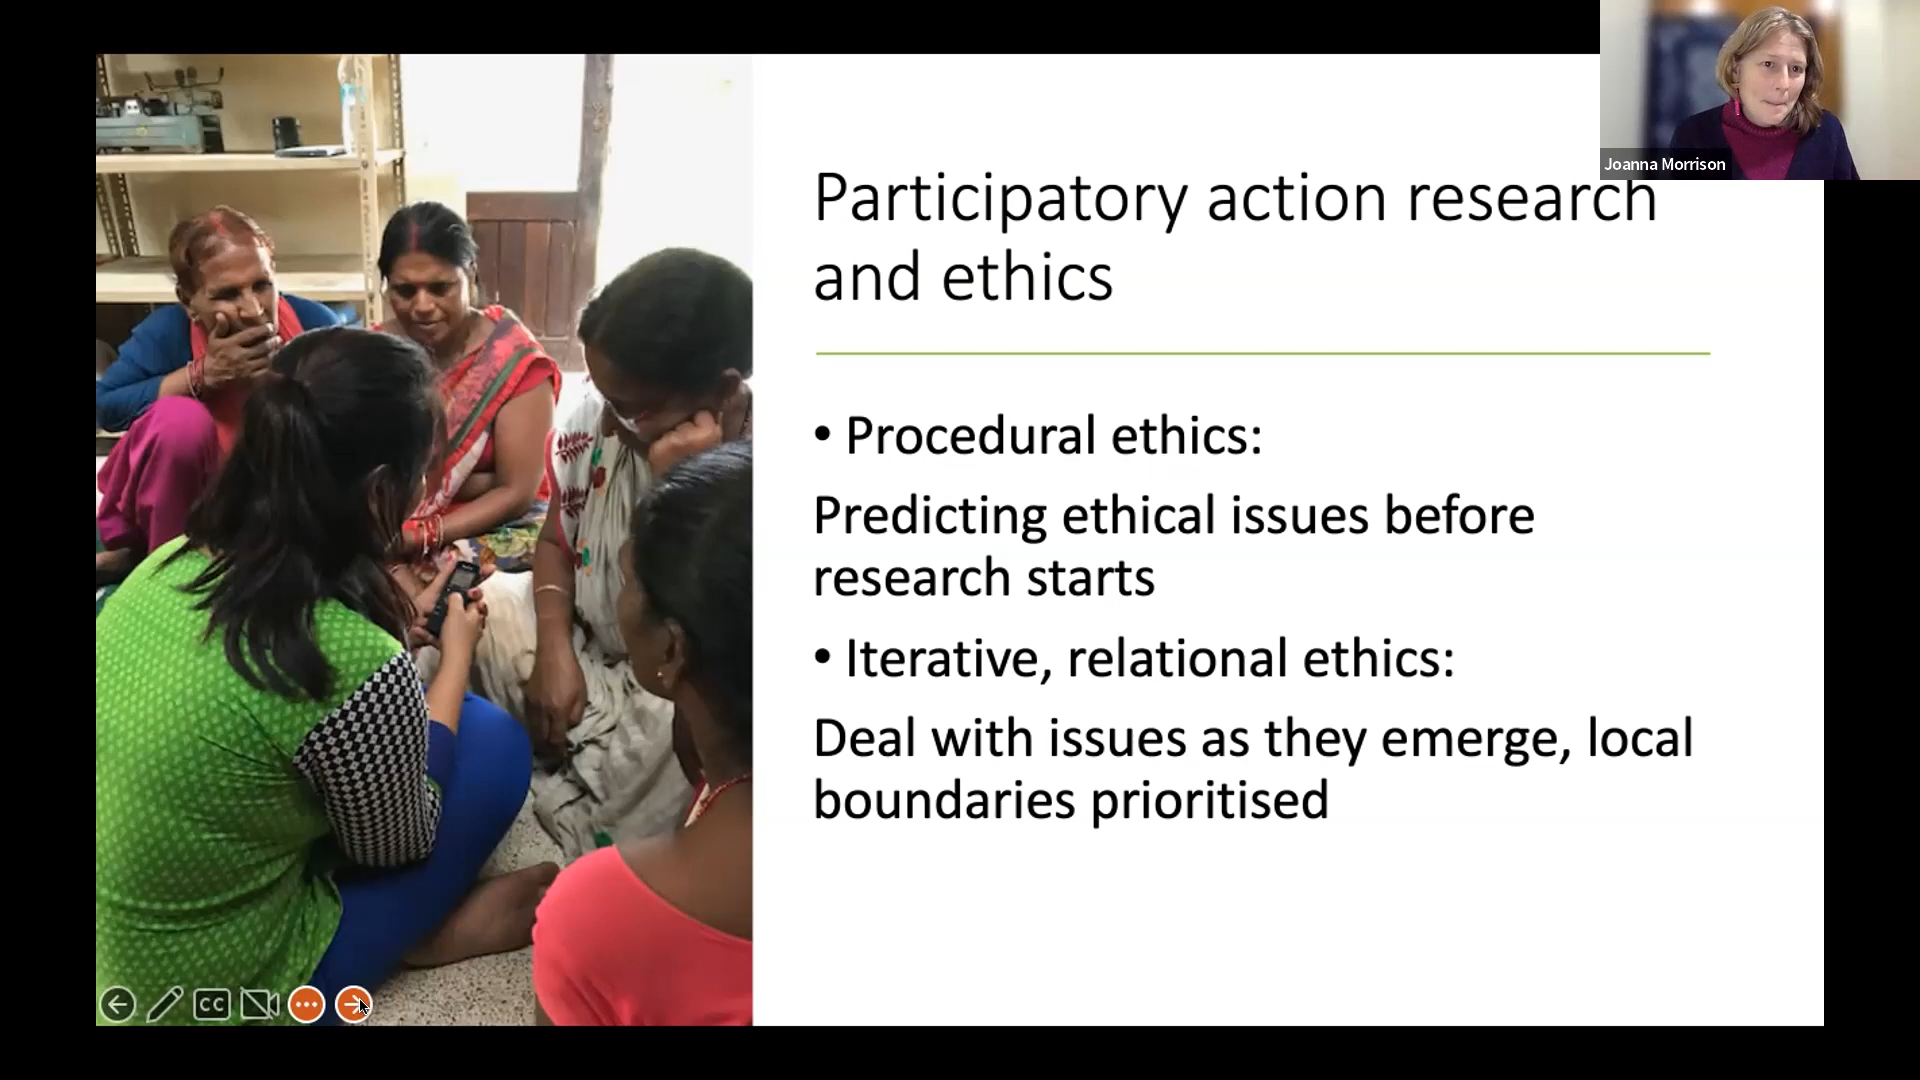 Joanna Morrison
Participatory action research
and ethics
• Procedural ethics:
Predicting ethical issues before
research starts
• Iterative, relational ethics:
Deal with issues as they emerge, local
boundaries prioritised
CC